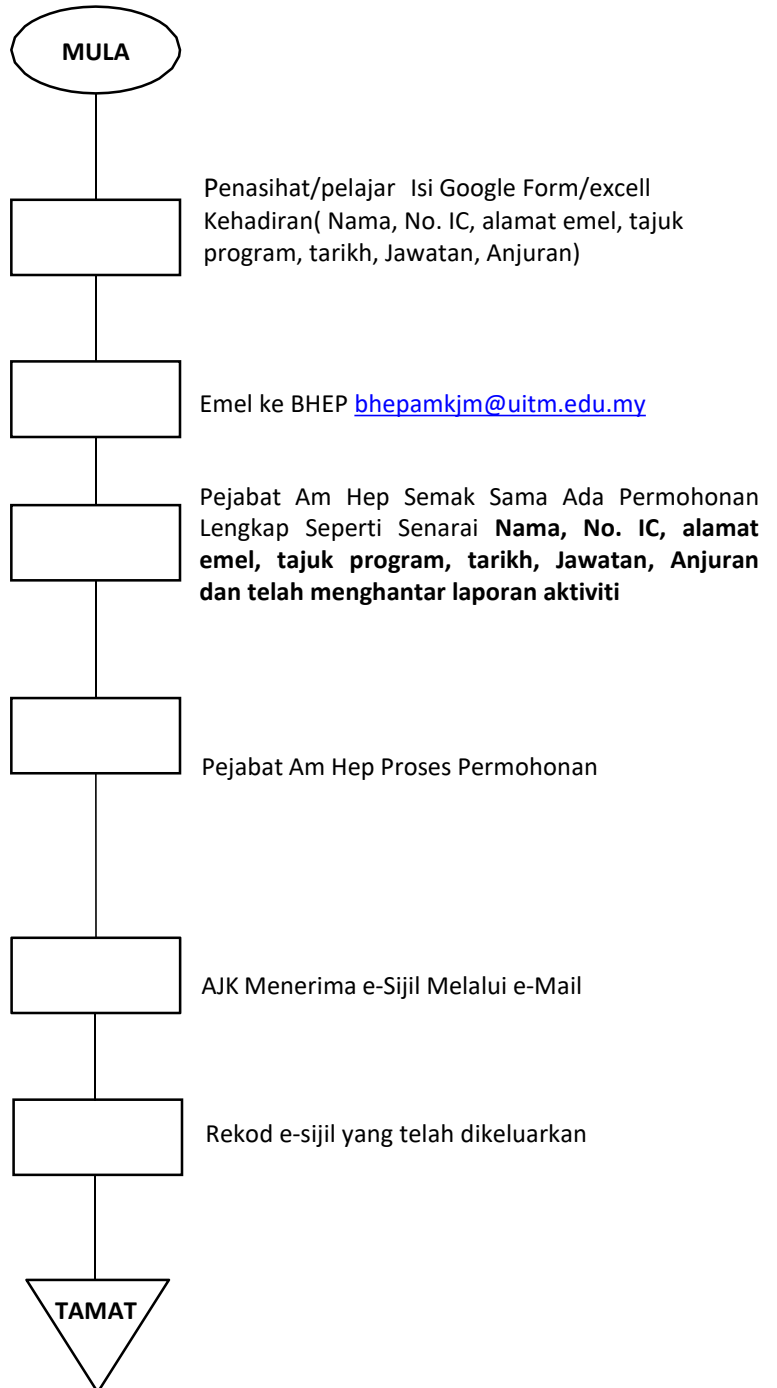 MULA
Penasihat/pelajar Isi Google Form/excell
Kehadiran( Nama, No. IC, alamat emel, tajuk
program, tarikh, Jawatan, Anjuran)
Emel ke BHEP bhepamkjm@uitm.edu.my
Pejabat Am Hep Semak Sama Ada Permohonan
Lengkap Seperti Senarai Nama, No. IC, alamat
emel, tajuk program, tarikh, Jawatan, Anjuran
dan telah menghantar laporan aktiviti
Pejabat Am Hep Proses Permohonan
AJK Menerima e-Sijil Melalui e-Mail
Rekod e-sijil yang telah dikeluarkan
TAMAT